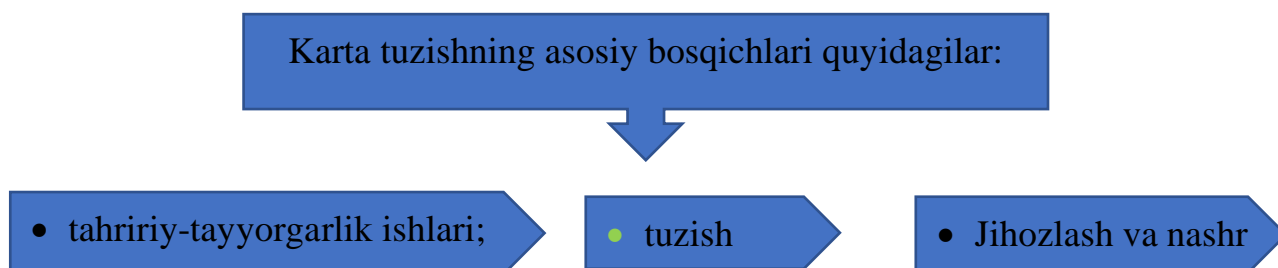 Karta tuzishning asosiy bosqichlari quyidagilar:
• tahririy-tayyorgarlik ishlari;
• tuzish
• Jihozlash va nashr